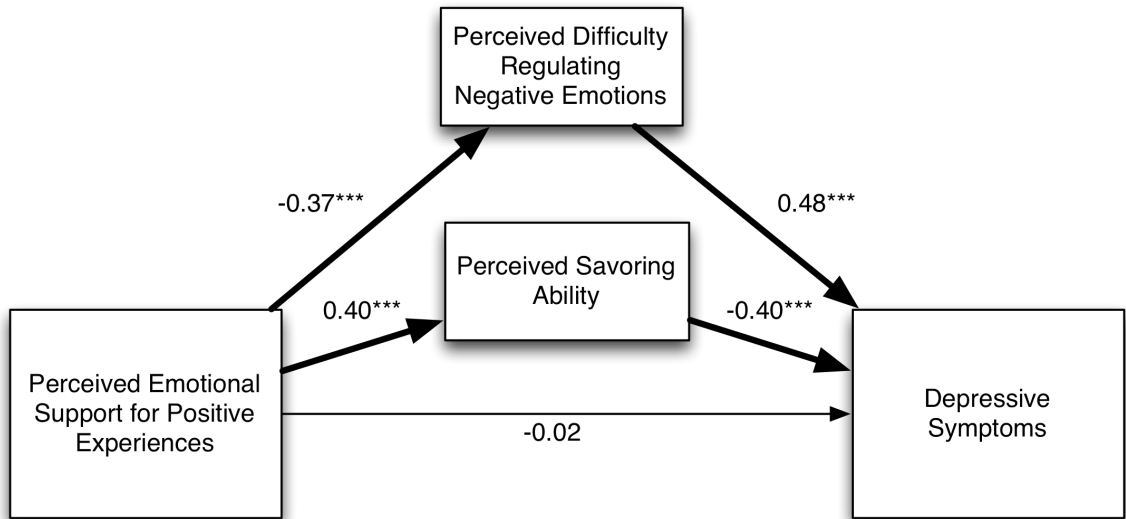 Perceived Difficulty
Regulating
Negative Emotions
-0.37***
0.48***
Perceived Savoring
Ability
0.40***
-0.40***
Perceived Emotional
Support for Positive
Experiences
-0.02
Depressive
Symptoms